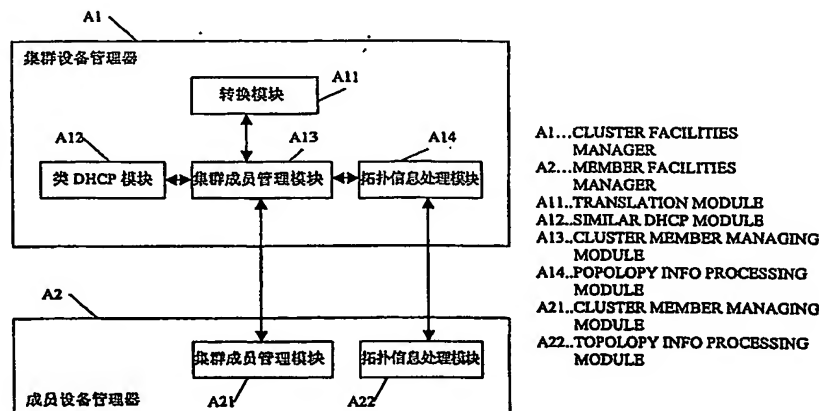 A1
集群设备管理器
A11
转换模块
A12
A13
A14
类 DHCP 模块
集群成员管理模块
拓扑信息处理模块
A2
集群成员管理模块
拓扑信息处理模块
成员设备管理器
A21
A22
A1...CLUSTER FACILITIES
MANAGER
A2...MEMBER FACILITIES
MANAGER
A11..TRANSLATION MODULE
A12..SIMILAR DHCP MODULE
A13..CLUSTER MEMBER MANAGING
MODULE
A14..POPOLOPY INFO PROCESSING
MODULE
A21..CLUSTER MEMBER MANAGING
MODULE
A22..TOPOLOPY INFO PROCESSING
MODULE